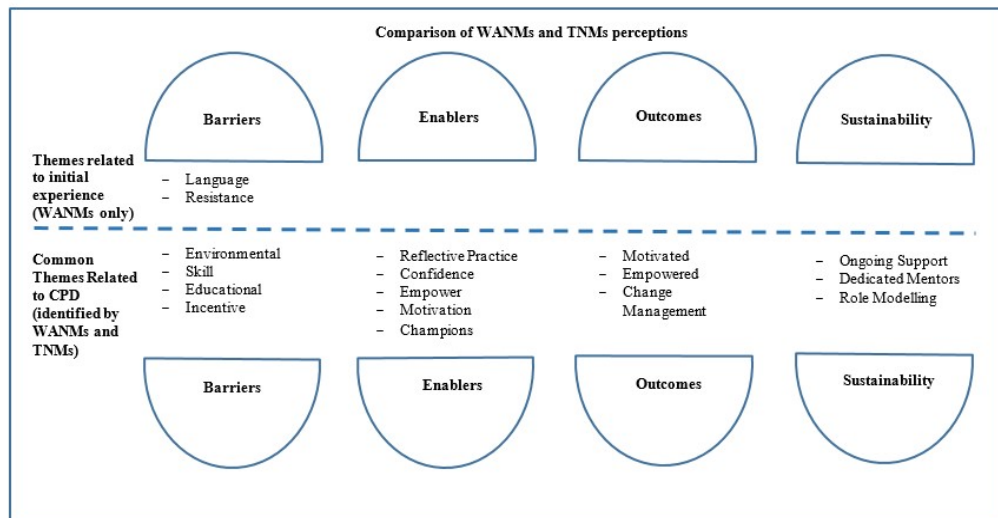 Comparison of WANMs and TNMs perceptions
Barriers
Enablers
Outcomes
Sustainability
Themes related
to initial
experience
(WANMs only)
– Language
– Resistance
Common
Themes Related
to CPD
(identified by
WANMs and
TNMs)
– Environmental
– Skill
– Educational
– Incentive
– Reflective Practice
– Confidence
– Empower
– Motivation
– Champions
– Motivated
– Empowered
– Change
Management
– Ongoing Support
– Dedicated Mentors
– Role Modelling
Barriers
Enablers
Outcomes
Sustainability